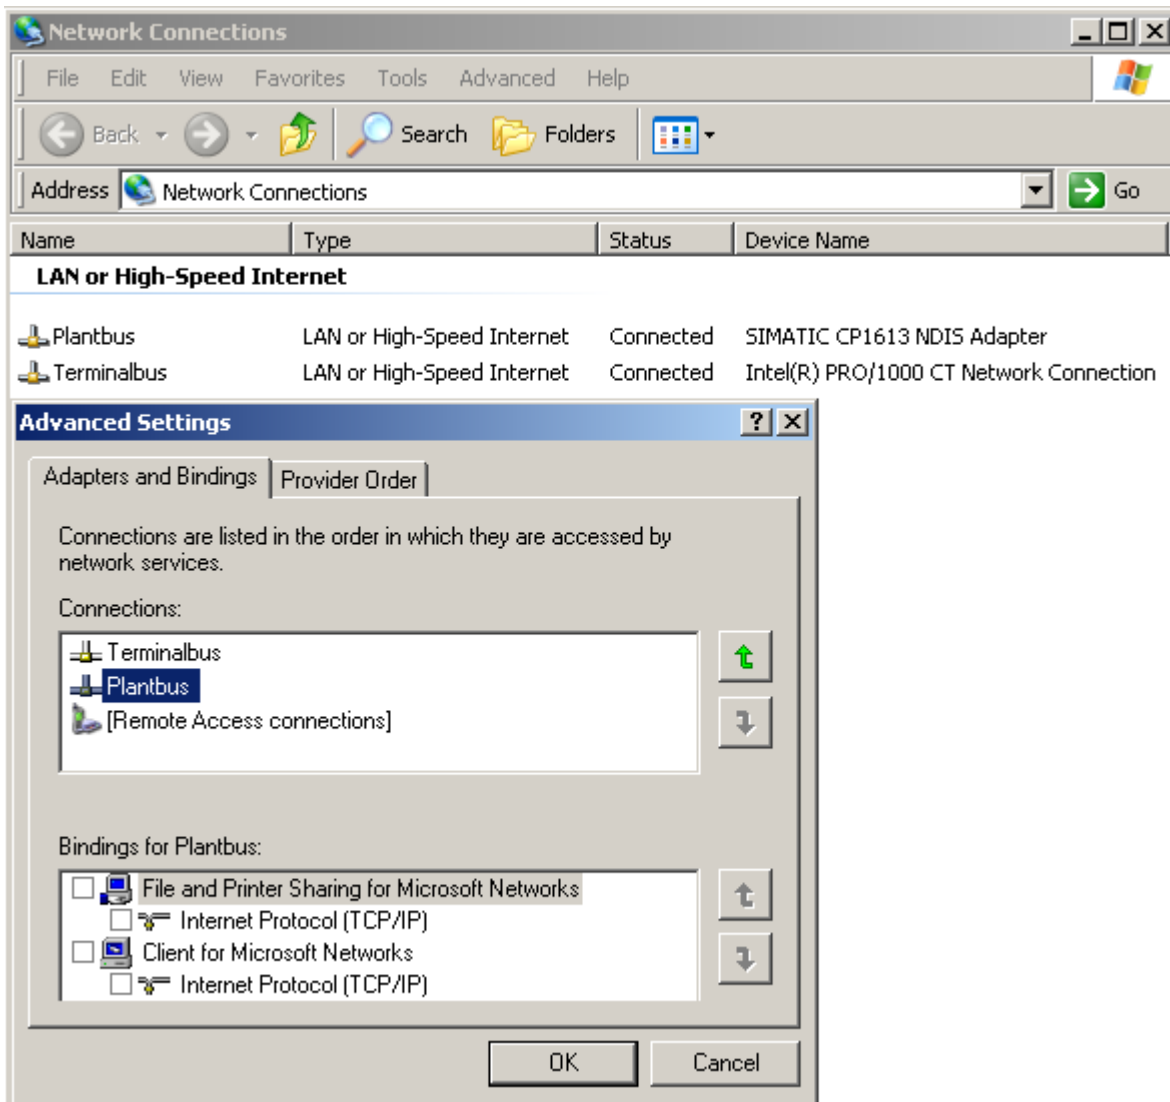 Network Connections
File Edit View Favorites Tools Advanced Help
Back Search Folders
Address Network Connections Go
Name Type Status Device Name
LAN or High-Speed Internet
Plantbus LAN or High-Speed Internet Connected SIMATIC CP1613 NDIS Adapter
Terminalbus LAN or High-Speed Internet Connected Intel(R) PRO/1000 CT Network Connection
Advanced Settings
Adapters and Bindings Provider Order
Connections are listed in the order in which they are accessed by
network services.
Connections:
Terminalbus
Plantbus
[Remote Access connections]
Bindings for Plantbus:
File and Printer Sharing for Microsoft Networks
Internet Protocol (TCP/IP)
Client for Microsoft Networks
Internet Protocol (TCP/IP)
OK Cancel